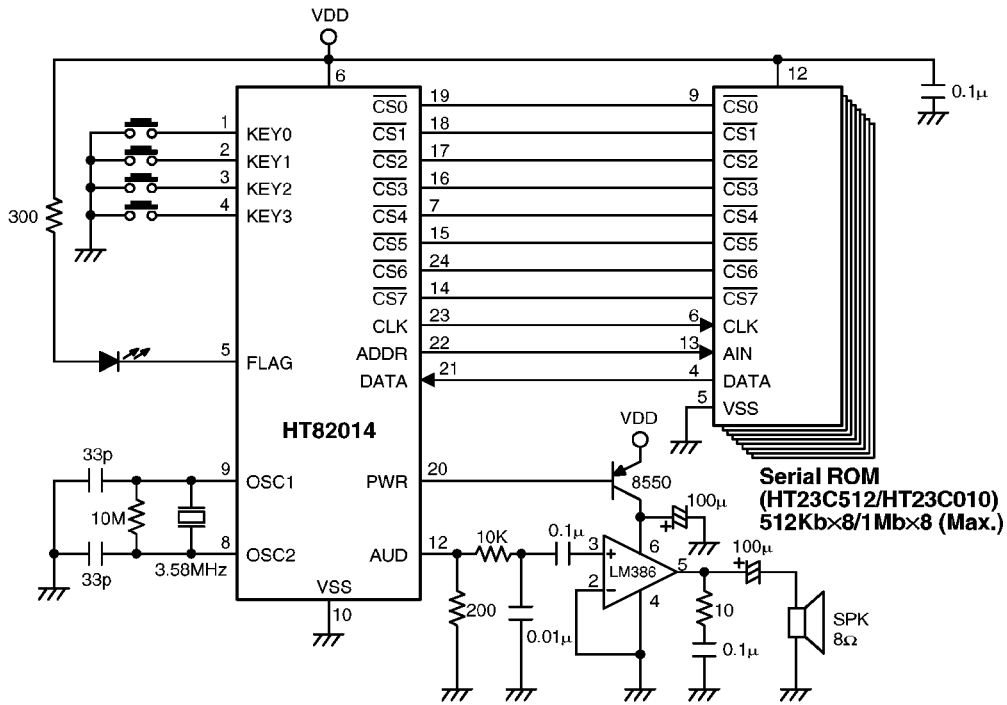 VDD
6
12
0.1µ
19
9
CS0
CS0
1
KEY0
18
CS1
CS1
2
KEY1
17
CS2
CS2
3
KEY2
16
CS3
CS3
300
4
KEY3
7
CS4
CS4
15
CS5
CS5
24
CS6
CS6
14
CS7
CS7
CLK
23
6
CLK
5
FLAG
ADDR
22
13
AIN
DATA
21
4
DATA
5
VSS
HT82014
VDD
33p
9
OSC1
PWR
20
8550
Serial ROM
(HT23C512/HT23C010)
512Kb×8/1Mb×8 (Max.)
10M
100µ
+
8
OSC2
33p
3.58MHz
AUD
12
10K
0.1µ
3
+
6
LM386
2
−
4
5
100µ
+
VSS
10
200
0.01µ
10
0.1µ
SPK
8Ω